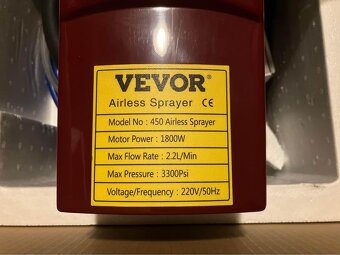 VEVOR®
Airless Sprayer CE
Model No : 450 Airless Sprayer
Motor Power : 1800W
Max Flow Rate : 2.2L/Min
Max Pressure : 3300Psi
Voltage/Frequency : 220V/50Hz